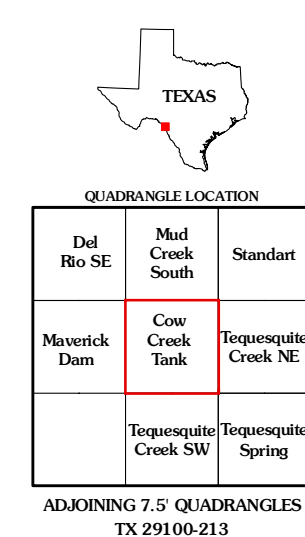 TEXAS
QUADRANGLE LOCATION
Del
Rio SE
Mud
Creek
South
Standart
Maverick
Dam
Cow
Creek
Tank
Tequesquite
Creek NE
Tequesquite
Creek SW
Tequesquite
Spring
ADJOINING 7.5' QUADRANGLES
TX 29100-213